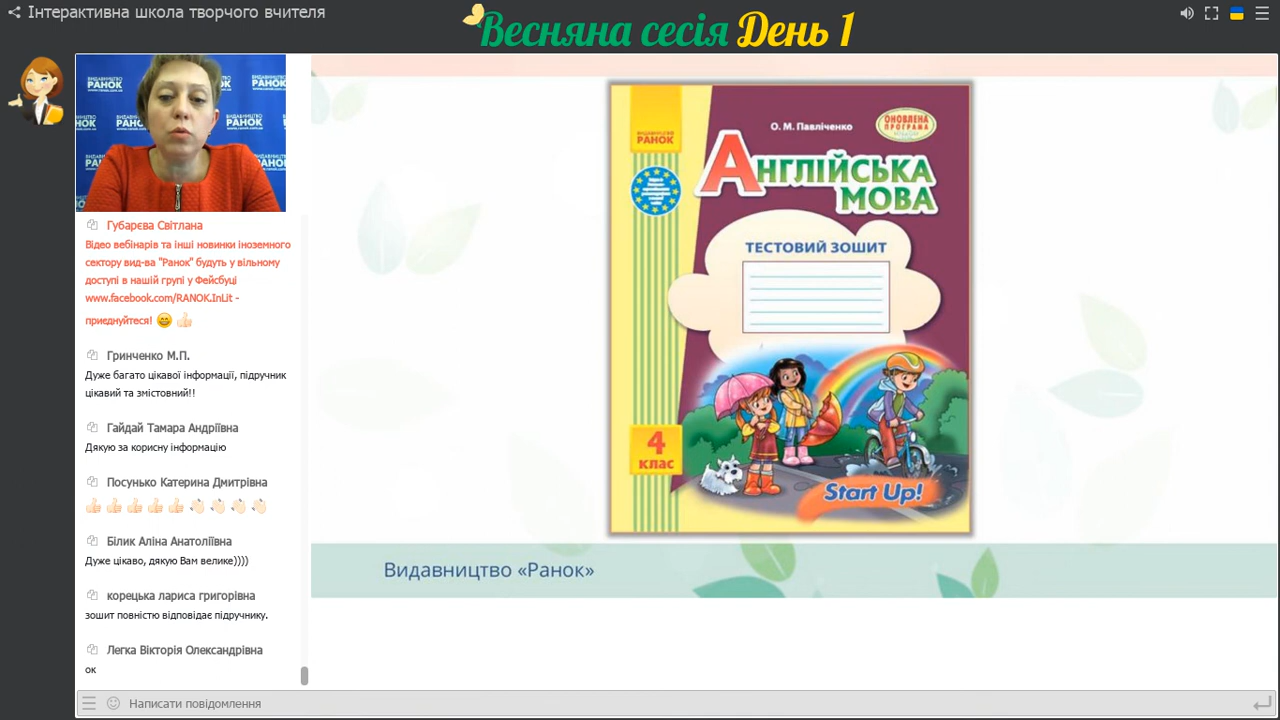 Інтерактивна школа творчого вчителя
Весняна сесія День 1
ВИДАВНИЦТВО
РАНОК
Губарєва Світлана
Відео вебінарів та інші новинки іноземного
сектору вид-ва "Ранок" будуть у вільному
доступі в нашій групі у Фейсбуці
www.facebook.com/RANOK.InLit -
приєднуйтеся!
Гринченко М.П.
Дуже багато цікавої інформації, підручник
цікавий та змістовний!!
Гайдай Тамара Андріївна
Дякую за корисну інформацію
Посунько Катерина Дмитрівна
Білик Аліна Анатоліївна
Дуже цікаво, дякую Вам велике))))
корецька лариса григорівна
зошит повністю відповідає підручнику.
Легка Вікторія Олександрівна
ок
Написати повідомлення
ВИДАВНИЦТВО
РАНОК
О. М. Павліченко
ОНОВЛЕНА
ПРОГРАМА
АНГЛІЙСЬКА
МОВА
ТЕСТОВИЙ ЗОШИТ
4
клас
Start Up!
Видавництво «Ранок»